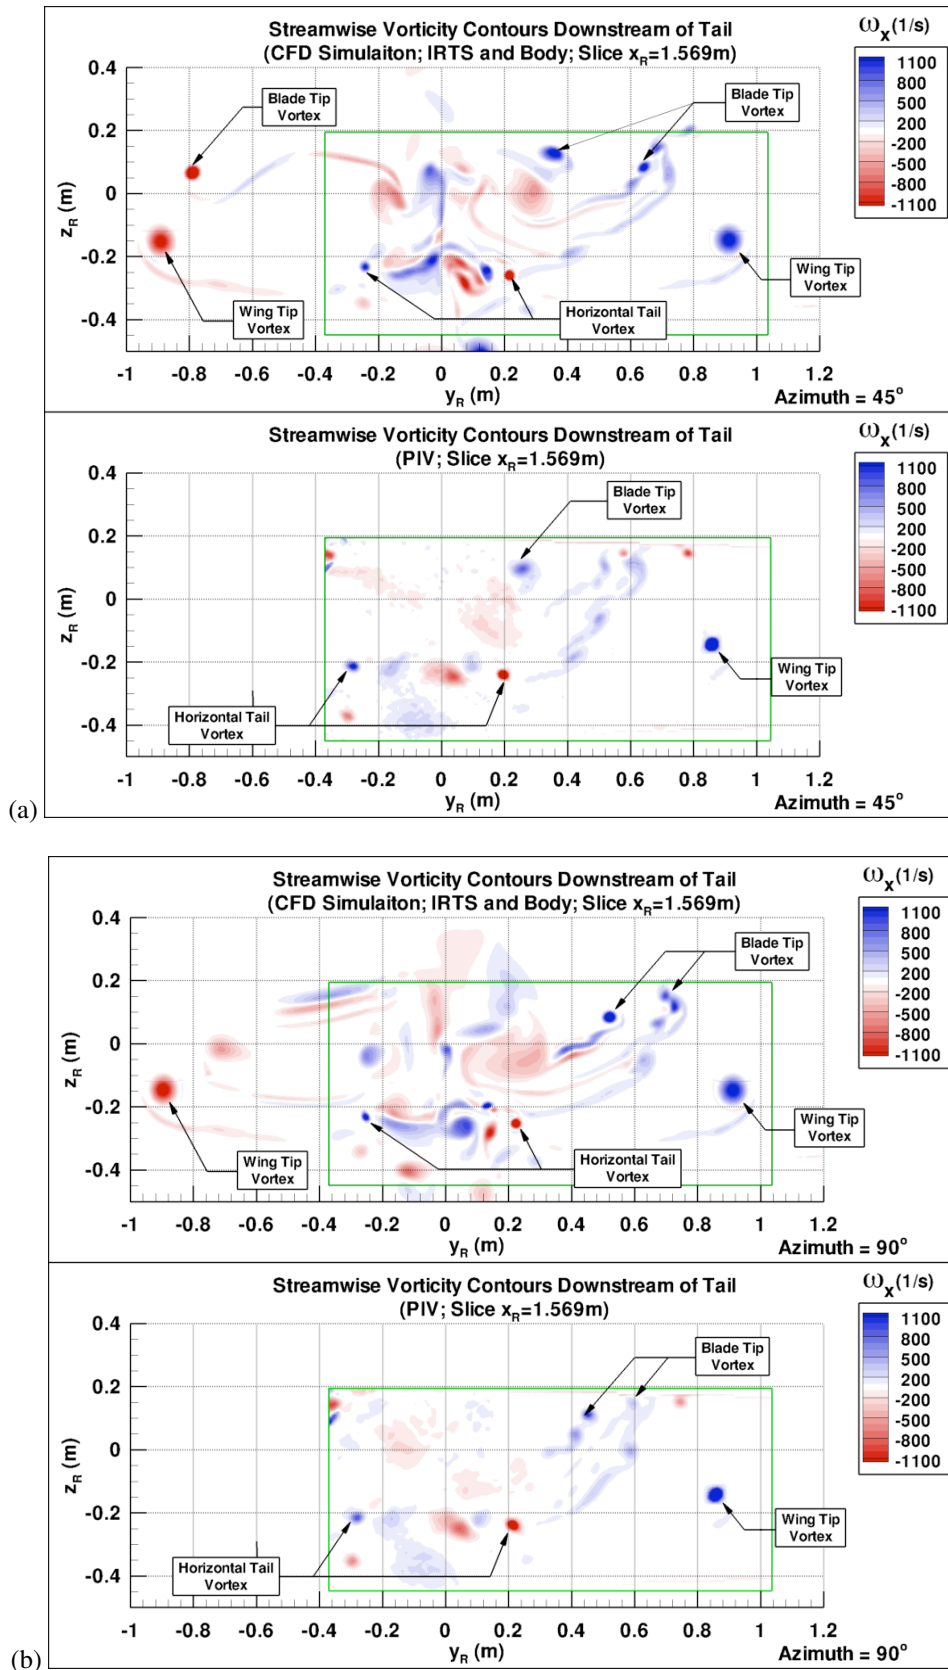 Streamwise Vorticity Contours Downstream of Tail
(CFD Simulaiton; IRTS and Body; Slice xR=1.569m)
ωx(1/s)
1100
800
500
200
-200
-500
-800
-1100
Blade Tip
Vortex
Blade Tip
Vortex
Wing Tip
Vortex
Horizontal Tail
Vortex
Wing Tip
Vortex
zR (m)
0.4
0.2
0
-0.2
-0.4
-1 -0.8 -0.6 -0.4 -0.2 0 0.2 0.4 0.6 0.8 1 1.2
yR (m)
Azimuth = 45°
Streamwise Vorticity Contours Downstream of Tail
(PIV; Slice xR=1.569m)
ωx(1/s)
1100
800
500
200
-200
-500
-800
-1100
Blade Tip
Vortex
Wing Tip
Vortex
Horizontal Tail
Vortex
zR (m)
0.4
0.2
0
-0.2
-0.4
-1 -0.8 -0.6 -0.4 -0.2 0 0.2 0.4 0.6 0.8 1 1.2
yR (m)
Azimuth = 45°
(a)
Streamwise Vorticity Contours Downstream of Tail
(CFD Simulaiton; IRTS and Body; Slice xR=1.569m)
ωx(1/s)
1100
800
500
200
-200
-500
-800
-1100
Blade Tip
Vortex
Wing Tip
Vortex
Horizontal Tail
Vortex
Wing Tip
Vortex
zR (m)
0.4
0.2
0
-0.2
-0.4
-1 -0.8 -0.6 -0.4 -0.2 0 0.2 0.4 0.6 0.8 1 1.2
yR (m)
Azimuth = 90°
Streamwise Vorticity Contours Downstream of Tail
(PIV; Slice xR=1.569m)
ωx(1/s)
1100
800
500
200
-200
-500
-800
-1100
Blade Tip
Vortex
Wing Tip
Vortex
Horizontal Tail
Vortex
zR (m)
0.4
0.2
0
-0.2
-0.4
-1 -0.8 -0.6 -0.4 -0.2 0 0.2 0.4 0.6 0.8 1 1.2
yR (m)
Azimuth = 90°
(b)